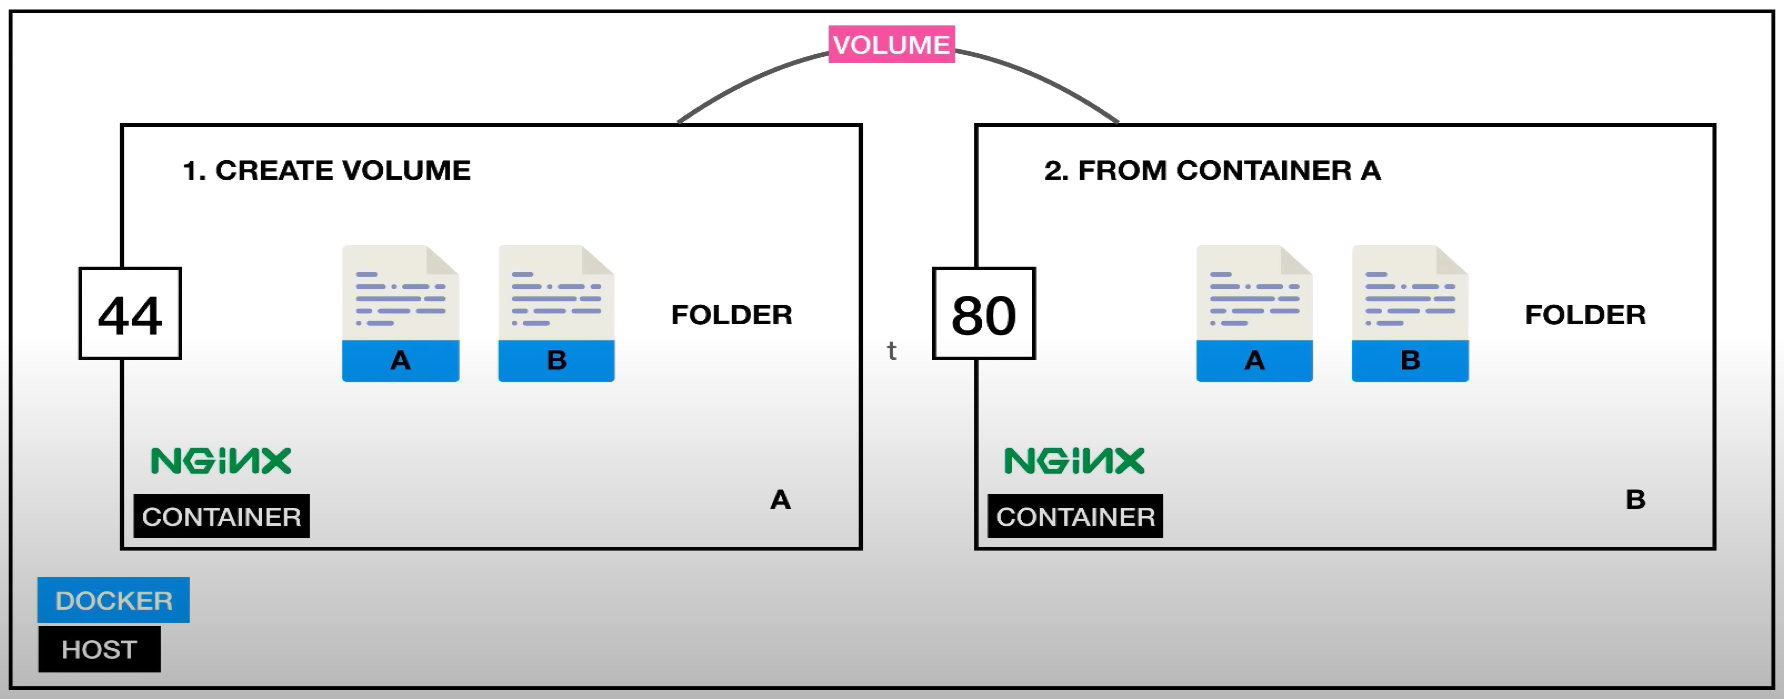 VOLUME
1. CREATE VOLUME
44
A
B
FOLDER
NGINX
CONTAINER
A
t
2. FROM CONTAINER A
80
A
B
FOLDER
NGINX
CONTAINER
B
DOCKER
HOST